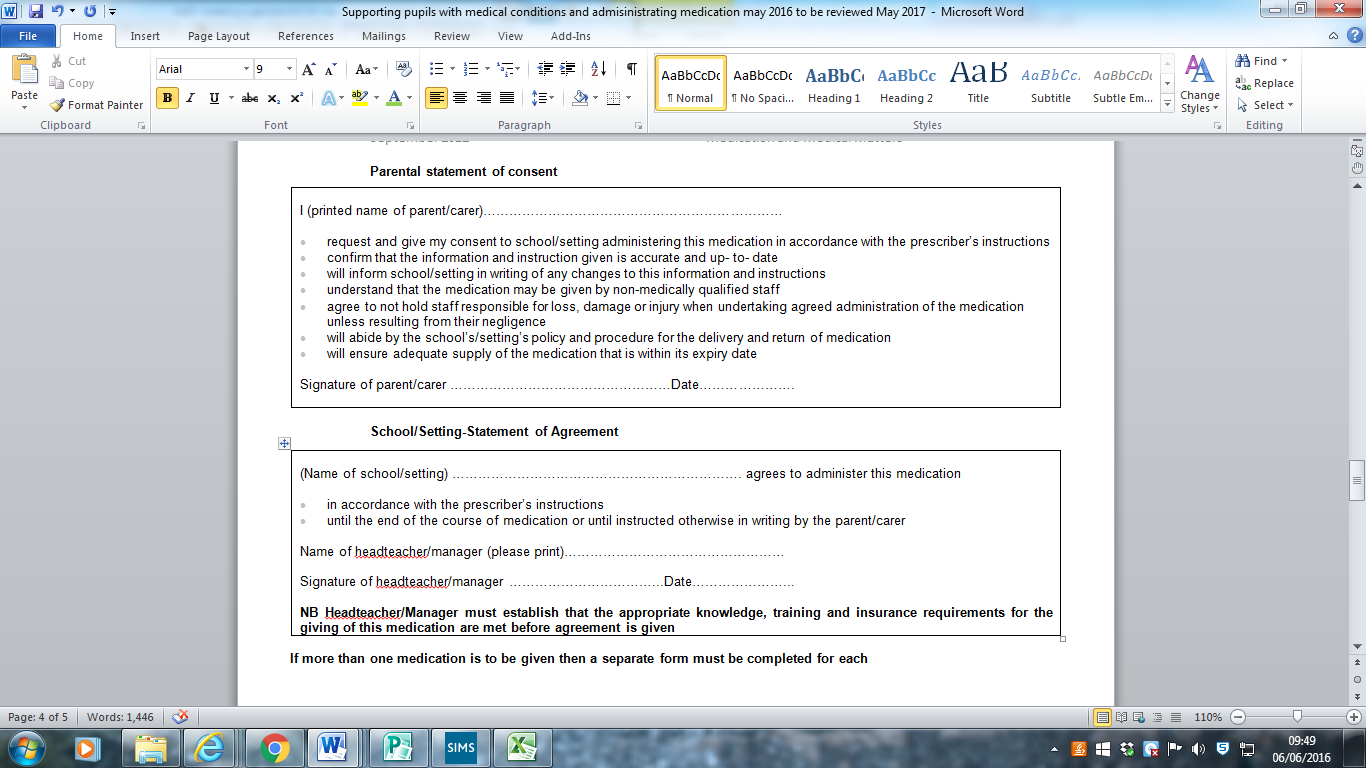 Supporting pupils with medical conditions and admisinistrating medication may 2016 to be reviewed May 2017 - Microsoft Word
File Home Insert Page Layout References Mailings Review View Add-Ins
Paste
Cut
Copy
Format Painter
Clipboard
Arial 9
B I U abc x₂ x²
Font
Paragraph
AaBbCcDc AaBbCcDc AaBbCc AaBbCc AaB AaBbCc. AaBbCcDc
¶ Normal ¶ No Spaci... Heading 1 Heading 2 Title Subtitle Subtle Em...
Styles
Change
Styles
Find
Replace
Select
Editing
Parental statement of consent
I (printed name of parent/carer)……………………………………………………………
• request and give my consent to school/setting administering this medication in accordance with the prescriber's instructions
• confirm that the information and instruction given is accurate and up- to- date
• will inform school/setting in writing of any changes to this information and instructions
• understand that the medication may be given by non-medically qualified staff
• agree to not hold staff responsible for loss, damage or injury when undertaking agreed administration of the medication
unless resulting from their negligence
• will abide by the school's/setting's policy and procedure for the delivery and return of medication
• will ensure adequate supply of the medication that is within its expiry date
Signature of parent/carer ……………………………………………Date………………….
School/Setting-Statement of Agreement
(Name of school/setting) …………………………………………………………. agrees to administer this medication
• in accordance with the prescriber's instructions
• until the end of the course of medication or until instructed otherwise in writing by the parent/carer
Name of headteacher/manager (please print)……………………………………………
Signature of headteacher/manager ………………………………Date……………………
NB Headteacher/Manager must establish that the appropriate knowledge, training and insurance requirements for the
giving of this medication are met before agreement is given
If more than one medication is to be given then a separate form must be completed for each
Page: 4 of 5 Words: 1,446 110%
SIMS
09:49
06/06/2016